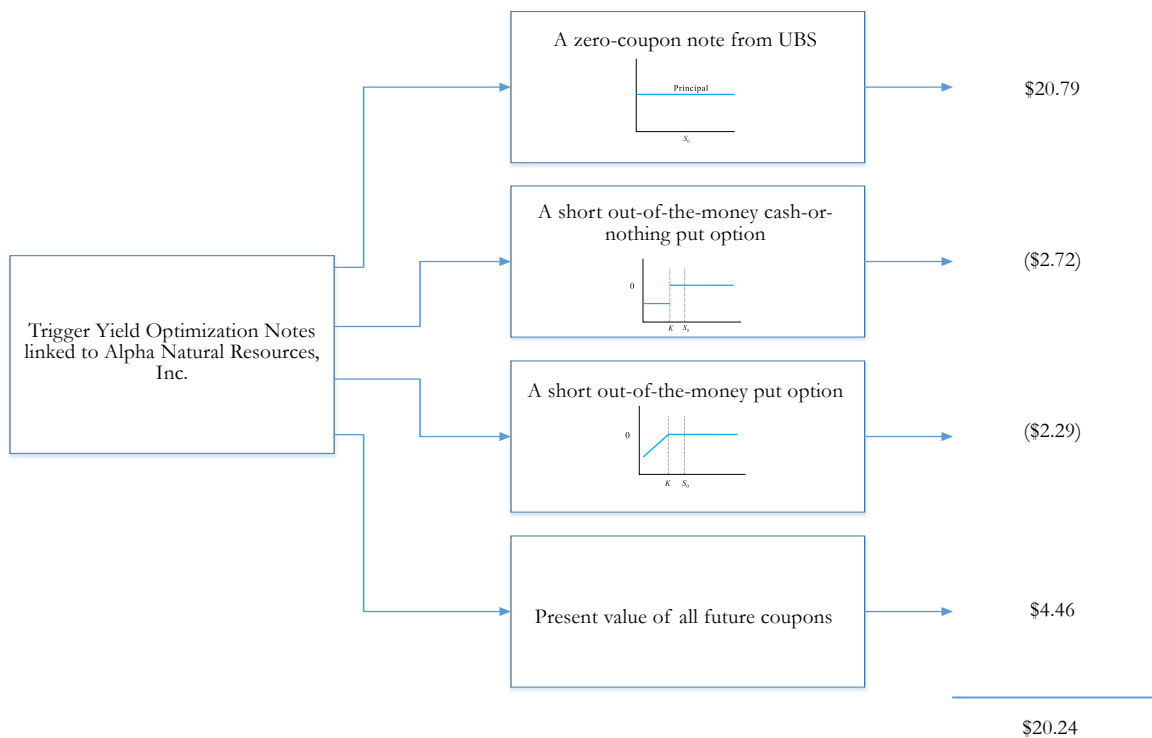 A zero-coupon note from UBS
Principal
S0
$20.79
A short out-of-the-money cash-or-
nothing put option
0
K S0
($2.72)
Trigger Yield Optimization Notes
linked to Alpha Natural Resources,
Inc.
A short out-of-the-money put option
0
K S0
($2.29)
Present value of all future coupons
$4.46
$20.24